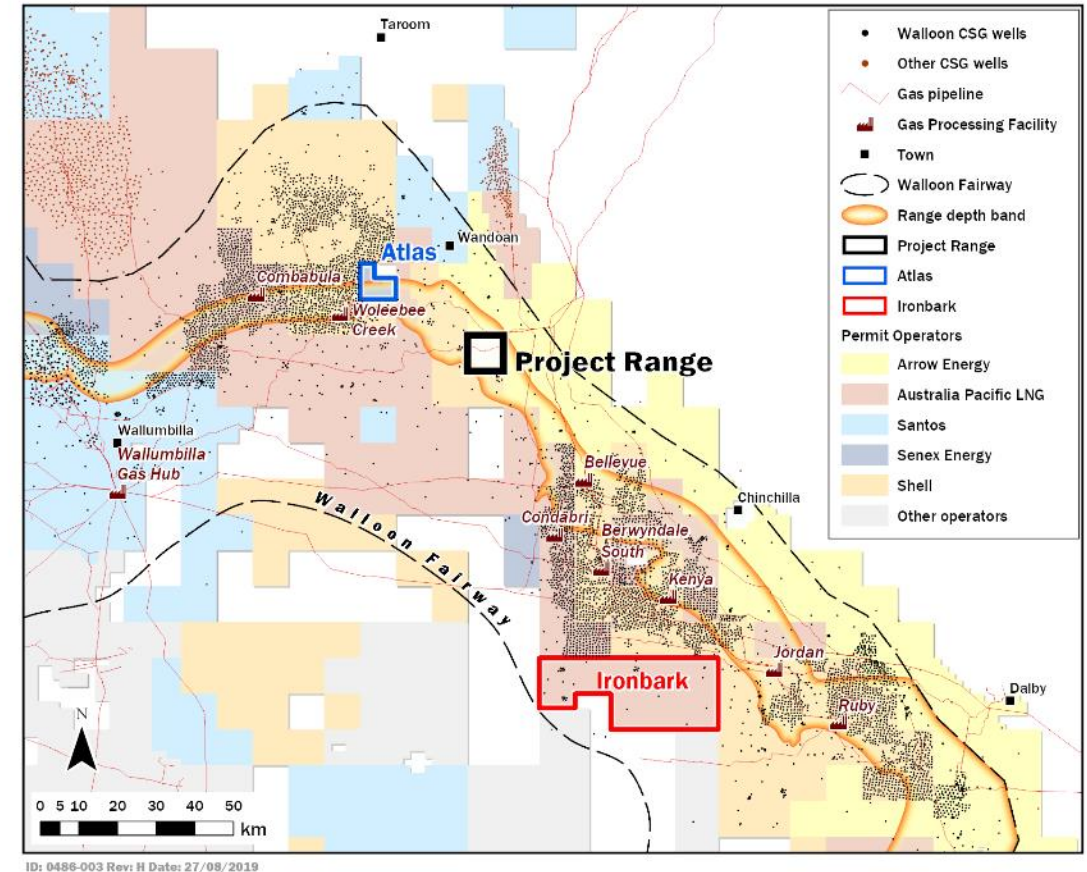 Taroom
Wandoan
Atlas
Combabula
Woleebee
Creek
Project Range
Wallumbilla
Wallumbilla
Gas Hub
Walloon Fairway
Bellevue
Chinchilla
Condabri
Berwyndale
South
Kenya
Jordan
Ironbark
Ruby
Dalby
N
0 5 10 20 30 40 50
km
Walloon CSG wells
Other CSG wells
Gas pipeline
Gas Processing Facility
Town
Walloon Fairway
Range depth band
Project Range
Atlas
Ironbark
Permit Operators
Arrow Energy
Australia Pacific LNG
Santos
Senex Energy
Shell
Other operators
ID: 0486-003 Rev: H Date: 27/08/2019